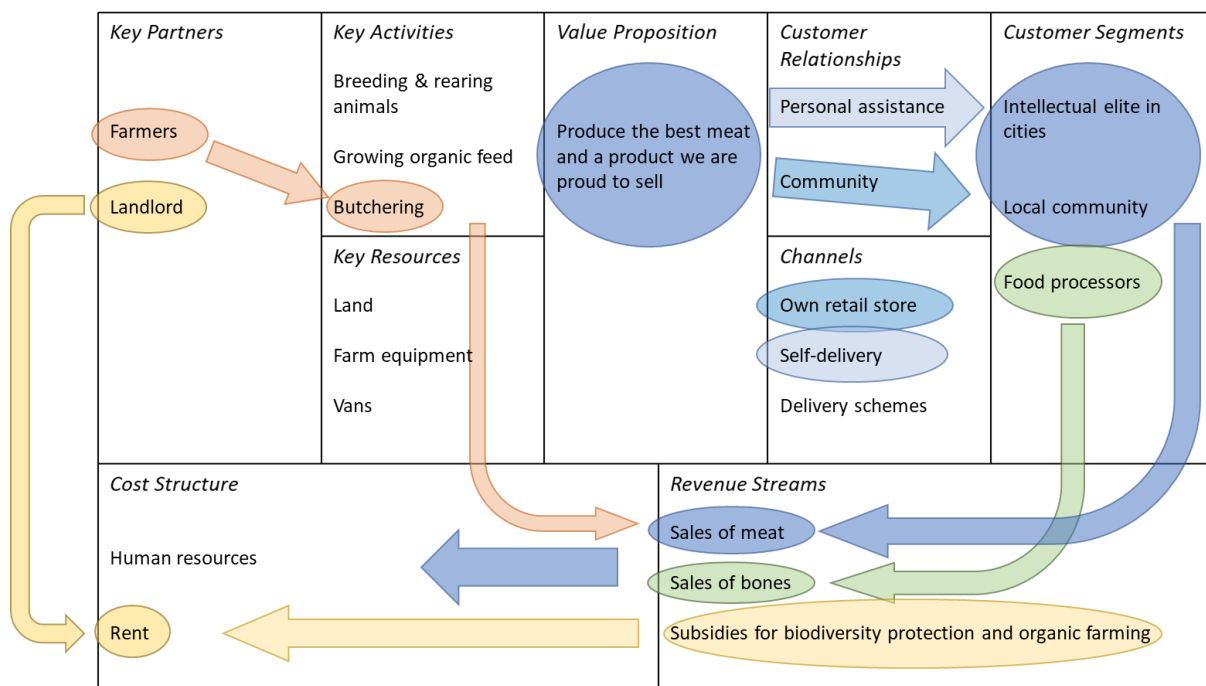 Key Partners
Farmers
Landlord
Key Activities
Breeding & rearing
animals
Growing organic feed
Butchering
Key Resources
Land
Farm equipment
Vans
Value Proposition
Produce the best meat
and a product we are
proud to sell
Customer
Relationships
Personal assistance
Community
Channels
Own retail store
Self-delivery
Delivery schemes
Customer Segments
Intellectual elite in
cities
Local community
Food processors
Cost Structure
Human resources
Rent
Revenue Streams
Sales of meat
Sales of bones
Subsidies for biodiversity protection and organic farming